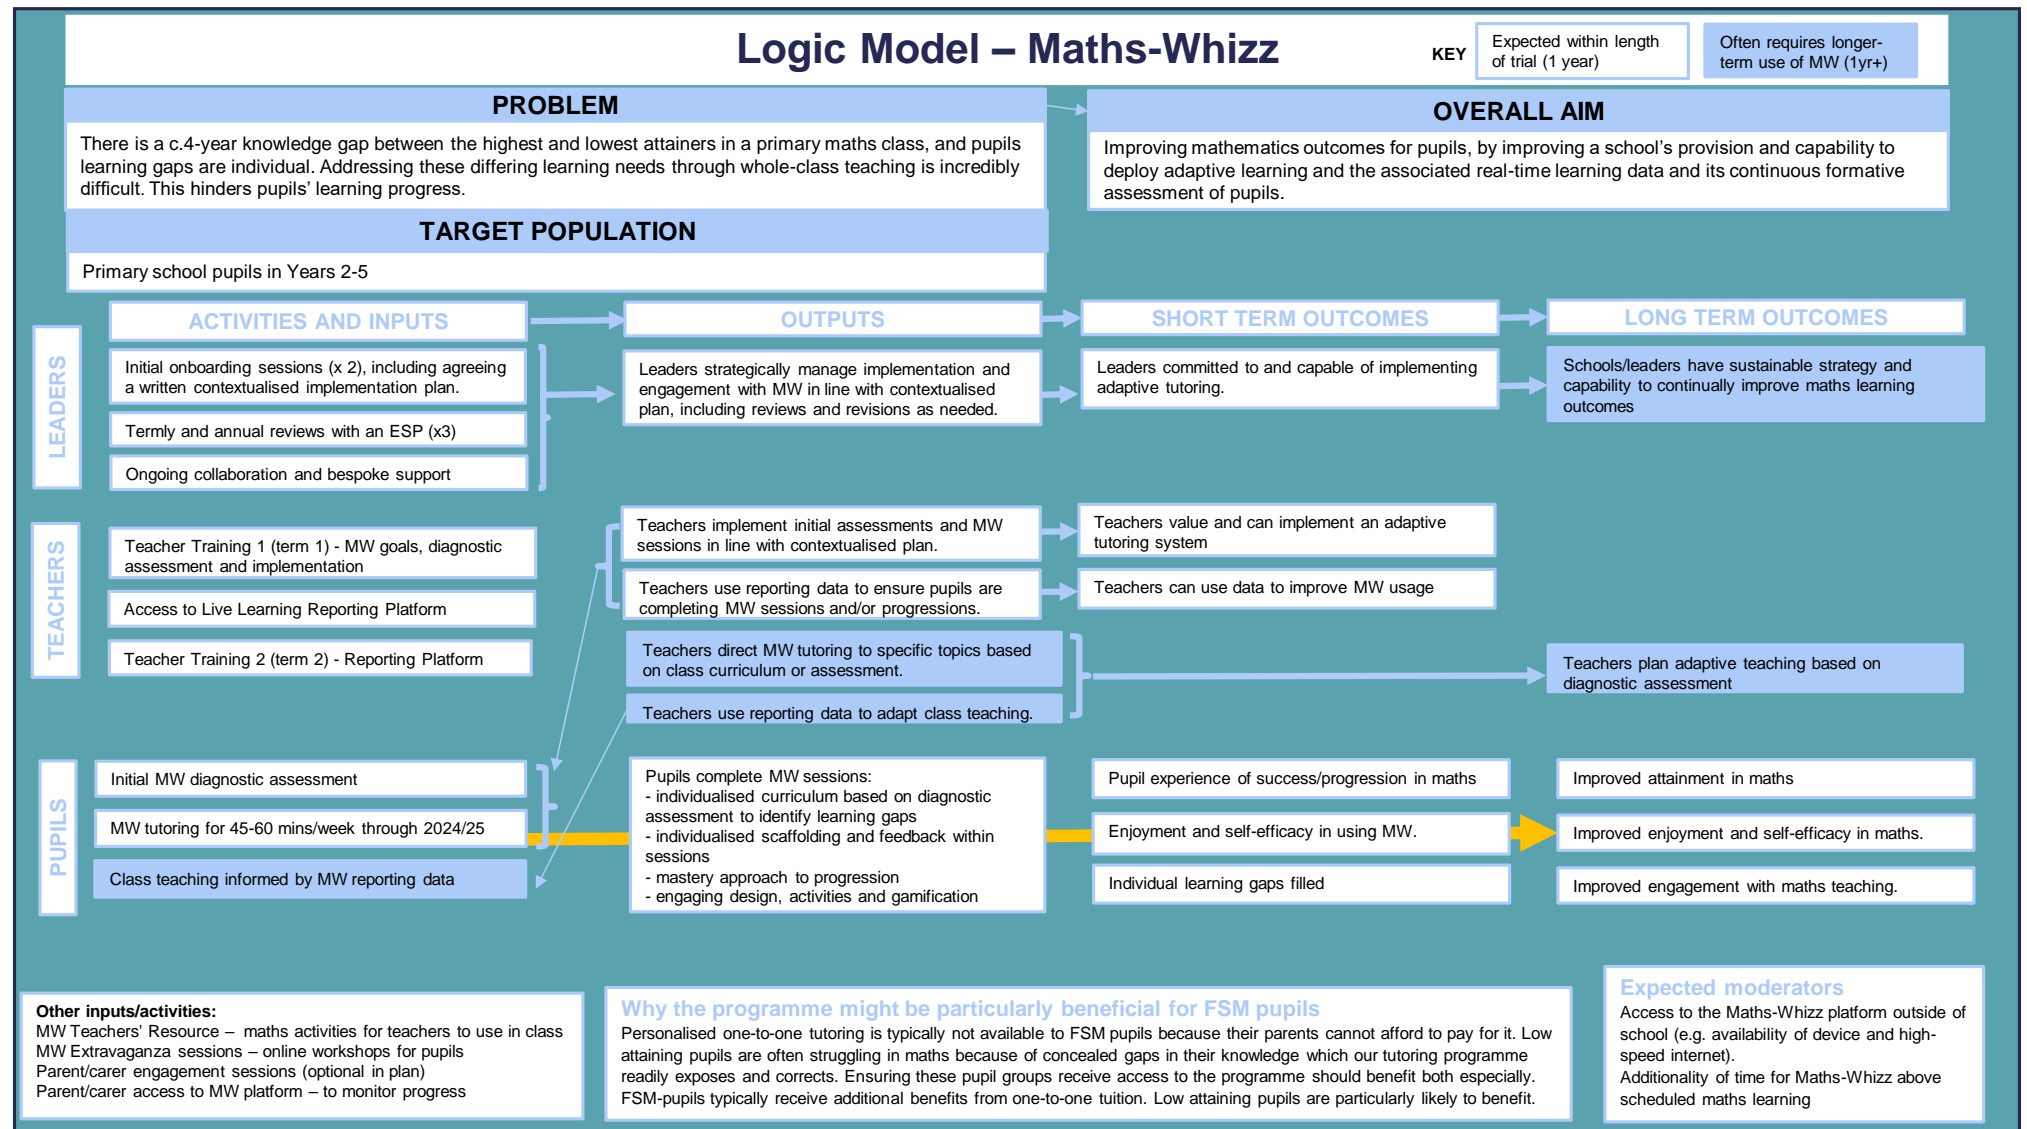 Logic Model – Maths-Whizz
KEY
Expected within length
of trial (1 year)
Often requires longer-
term use of MW (1yr+)
PROBLEM
There is a c.4-year knowledge gap between the highest and lowest attainers in a primary maths class, and pupils
learning gaps are individual. Addressing these differing learning needs through whole-class teaching is incredibly
difficult. This hinders pupils' learning progress.
OVERALL AIM
Improving mathematics outcomes for pupils, by improving a school's provision and capability to
deploy adaptive learning and the associated real-time learning data and its continuous formative
assessment of pupils.
TARGET POPULATION
Primary school pupils in Years 2-5
ACTIVITIES AND INPUTS
OUTPUTS
SHORT TERM OUTCOMES
LONG TERM OUTCOMES
LEADERS
Initial onboarding sessions (x 2), including agreeing
a written contextualised implementation plan.
Termly and annual reviews with an ESP (x3)
Ongoing collaboration and bespoke support
Leaders strategically manage implementation and
engagement with MW in line with contextualised
plan, including reviews and revisions as needed.
Leaders committed to and capable of implementing
adaptive tutoring.
Schools/leaders have sustainable strategy and
capability to continually improve maths learning
outcomes
TEACHERS
Teacher Training 1 (term 1) - MW goals, diagnostic
assessment and implementation
Access to Live Learning Reporting Platform
Teacher Training 2 (term 2) - Reporting Platform
Teachers implement initial assessments and MW
sessions in line with contextualised plan.
Teachers use reporting data to ensure pupils are
completing MW sessions and/or progressions.
Teachers direct MW tutoring to specific topics based
on class curriculum or assessment.
Teachers use reporting data to adapt class teaching.
Teachers value and can implement an adaptive
tutoring system
Teachers can use data to improve MW usage
Teachers plan adaptive teaching based on
diagnostic assessment
PUPILS
Initial MW diagnostic assessment
MW tutoring for 45-60 mins/week through 2024/25
Class teaching informed by MW reporting data
Pupils complete MW sessions:
- individualised curriculum based on diagnostic
assessment to identify learning gaps
- individualised scaffolding and feedback within
sessions
- mastery approach to progression
- engaging design, activities and gamification
Pupil experience of success/progression in maths
Enjoyment and self-efficacy in using MW.
Individual learning gaps filled
Improved attainment in maths
Improved enjoyment and self-efficacy in maths.
Improved engagement with maths teaching.
Other inputs/activities:
MW Teachers' Resource – maths activities for teachers to use in class
MW Extravaganza sessions – online workshops for pupils
Parent/carer engagement sessions (optional in plan)
Parent/carer access to MW platform – to monitor progress
Why the programme might be particularly beneficial for FSM pupils
Personalised one-to-one tutoring is typically not available to FSM pupils because their parents cannot afford to pay for it. Low
attaining pupils are often struggling in maths because of concealed gaps in their knowledge which our tutoring programme
readily exposes and corrects. Ensuring these pupil groups receive access to the programme should benefit both especially.
FSM-pupils typically receive additional benefits from one-to-one tuition. Low attaining pupils are particularly likely to benefit.
Expected moderators
Access to the Maths-Whizz platform outside of
school (e.g. availability of device and high-
speed internet).
Additionality of time for Maths-Whizz above
scheduled maths learning